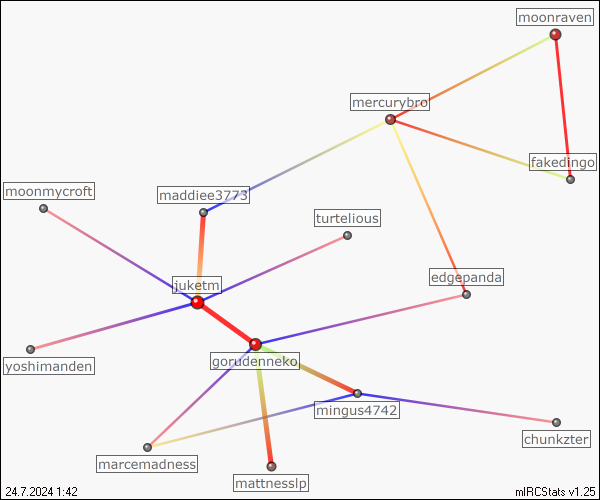 moonraven
mercurybro
fakedingo
moonmycroft
maddiee3773
turtelious
edgepanda
juketm
gorudenneko
yoshimanden
mingus4742
chunkzter
marcemadness
mattnesslp
24.7.2024 1:42
mIRCStats v1.25